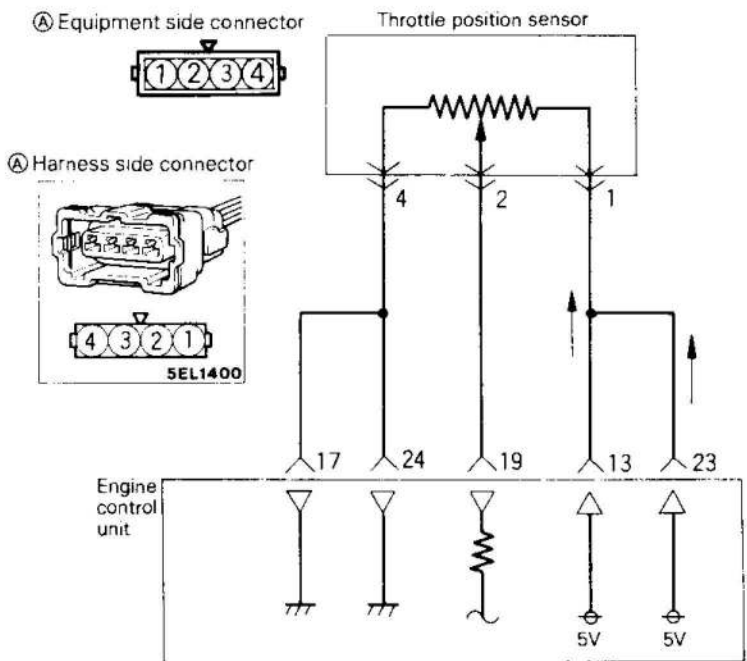 Ⓐ Equipment side connector
1 2 3 4
Ⓐ Harness side connector
4 3 2 1
5EL1400
Throttle position sensor
4 2 1
17 24 19 13 23
Engine
control
unit
5V 5V